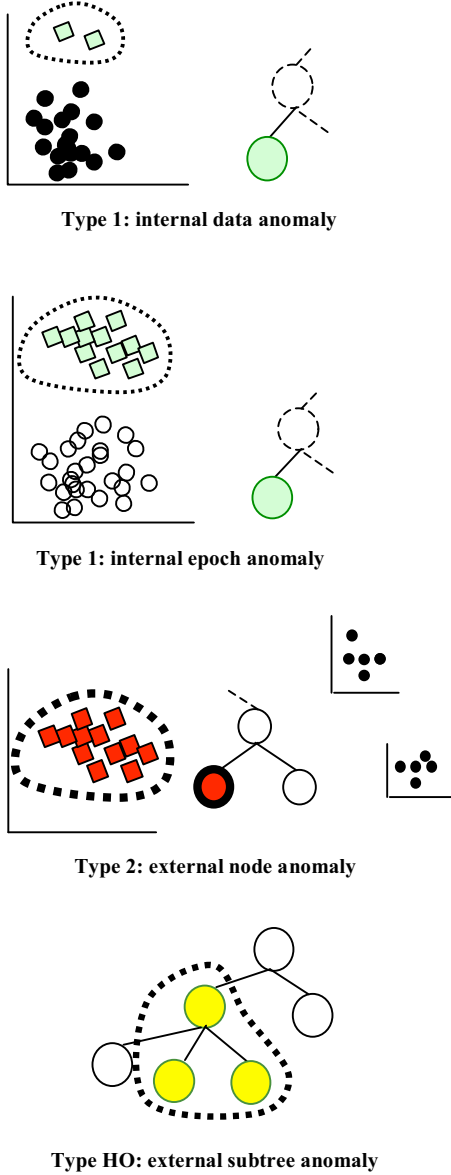 Type 1: internal data anomaly
Type 1: internal epoch anomaly
Type 2: external node anomaly
Type HO: external subtree anomaly